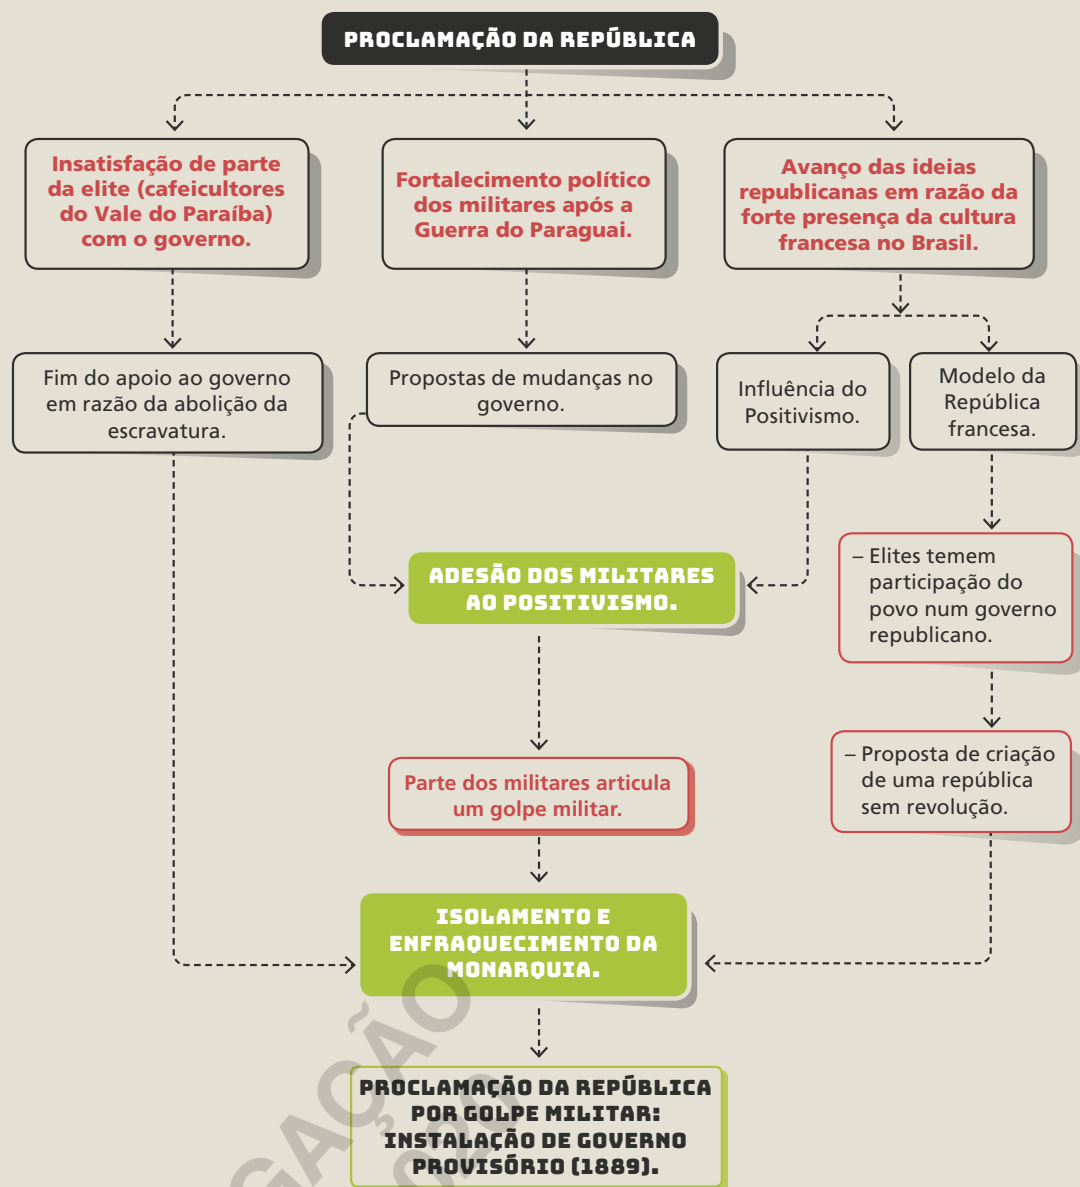 PROCLAMAÇÃO DA REPÚBLICA
Insatisfação de parte
da elite (cafeicultores
do Vale do Paraíba)
com o governo.
Fortalecimento político
dos militares após a
Guerra do Paraguai.
Avanço das ideias
republicanas em razão da
forte presença da cultura
francesa no Brasil.
Fim do apoio ao governo
em razão da abolição da
escravatura.
Propostas de mudanças no
governo.
Influência do
Positivismo.
Modelo da
República
francesa.
ADESÃO DOS MILITARES
AO POSITIVISMO.
– Elites temem
participação do
povo num governo
republicano.
Parte dos militares articula
um golpe militar.
– Proposta de criação
de uma república
sem revolução.
ISOLAMENTO E
ENFRAQUECIMENTO DA
MONARQUIA.
PROCLAMAÇÃO DA REPÚBLICA
POR GOLPE MILITAR:
INSTALAÇÃO DE GOVERNO
PROVISÓRIO (1889).